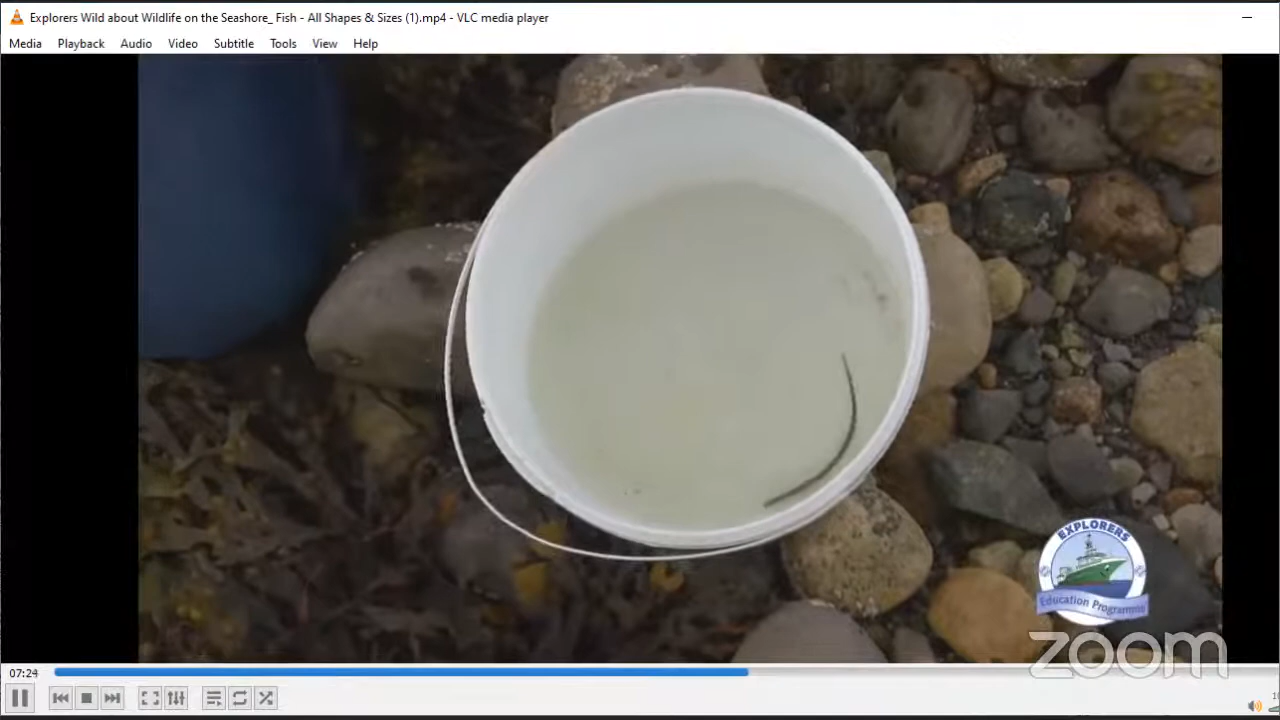 Explorers Wild about Wildlife on the Seashore_ Fish - All Shapes & Sizes (1).mp4 - VLC media player
Media Playback Audio Video Subtitle Tools View Help
EXPLORERS
Education Programme
zoom
07:24